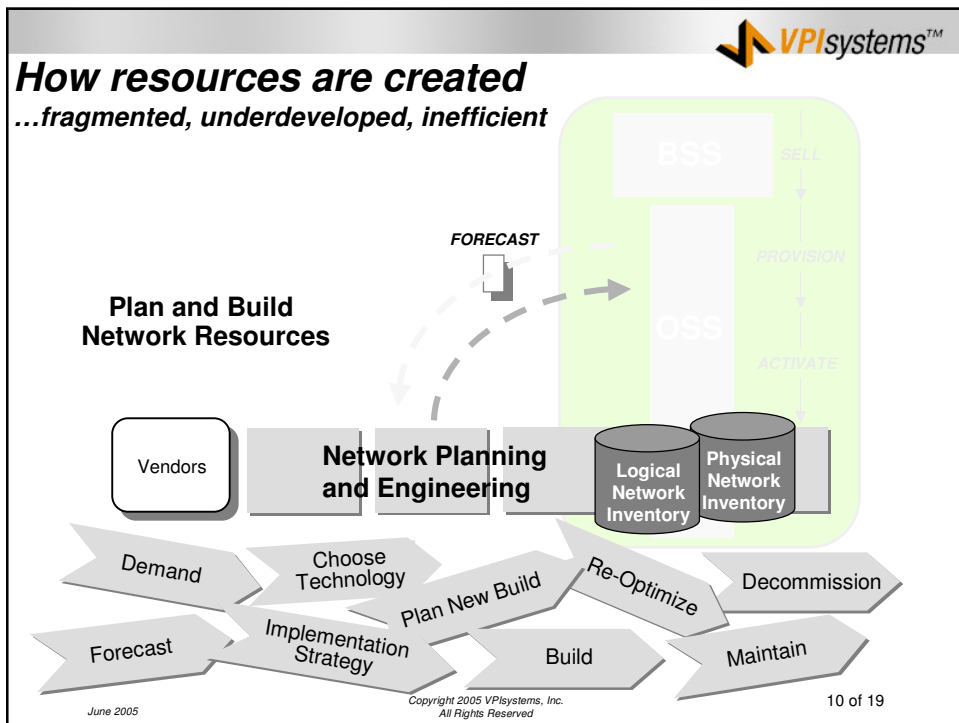 VPIsystems™
How resources are created
...fragmented, underdeveloped, inefficient
BSS
SELL
FORECAST
PROVISION
Plan and Build
Network Resources
OSS
ACTIVATE
Vendors
Network Planning
and Engineering
Logical
Network
Inventory
Physical
Network
Inventory
Demand
Choose
Technology
Plan New Build
Re-Optimize
Decommission
Forecast
Implementation
Strategy
Build
Maintain
June 2005
Copyright 2005 VPIsystems, Inc.
All Rights Reserved
10 of 19